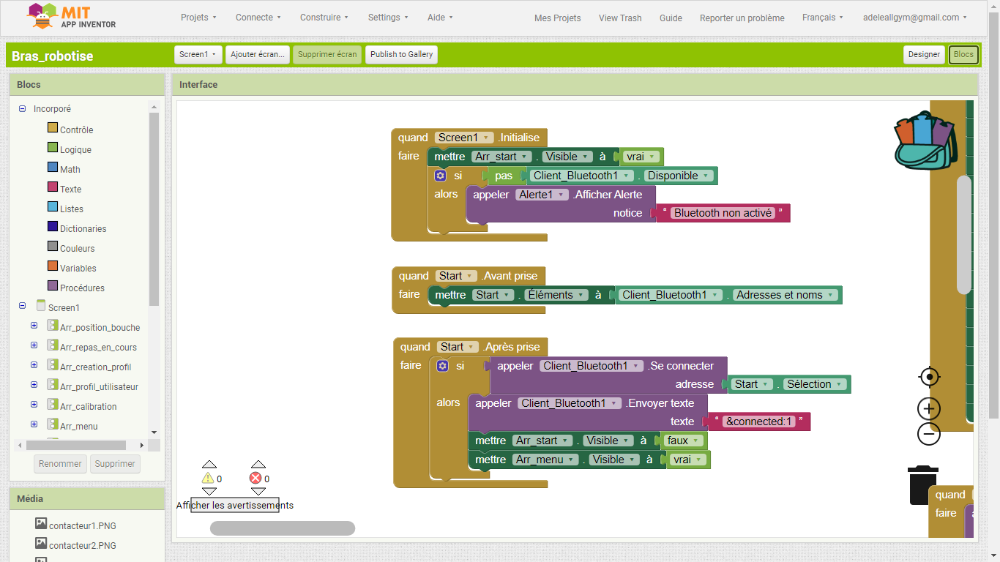 MIT
APP INVENTOR
Projets Connecte Construire Settings Aide Mes Projets View Trash Guide Reporter un problème Français adeleallgym@gmail.com
Bras_robotise Screen1 Ajouter écran... Supprimer écran Publish to Gallery Designer Blocs
Blocs
Incorporé
Contrôle
Logique
Math
Texte
Listes
Dictionaries
Couleurs
Variables
Procédures
Screen1
Arr_position_bouche
Arr_repas_en_cours
Arr_creation_profil
Arr_profil_utilisateur
Arr_calibration
Arr_menu
Renommer Supprimer
Média
contacteur1.PNG
contacteur2.PNG
Interface
quand Screen1 .Initialise
faire mettre Arr_start . Visible à vrai
si pas Client_Bluetooth1 . Disponible
alors appeler Alerte1 .Afficher Alerte
notice “ Bluetooth non activé ”
quand Start .Avant prise
faire mettre Start . Éléments à Client_Bluetooth1 . Adresses et noms
quand Start .Après prise
faire si appeler Client_Bluetooth1 .Se connecter
adresse Start . Sélection
alors appeler Client_Bluetooth1 .Envoyer texte
texte “ &connected:1 ”
mettre Arr_start . Visible à faux
mettre Arr_menu . Visible à vrai
0 0
Afficher les avertissements
quand
faire